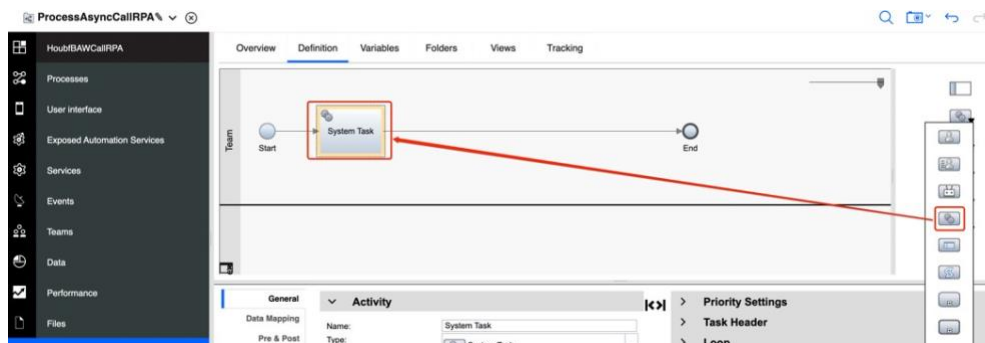 ProcessAsyncCallRPA
HoubfBAWCallRPA
Processes
User interface
Exposed Automation Services
Services
Events
Teams
Data
Performance
Files
Overview Definition Variables Folders Views Tracking
Team
Start
System Task
End
General
Data Mapping
Pre & Post
Activity
Name: System Task
Type:
Priority Settings
Task Header
Loop